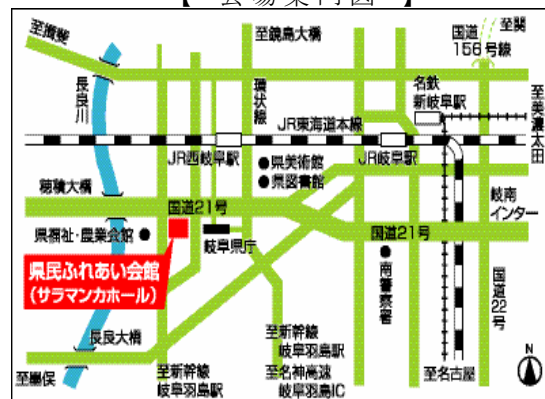 【 会場案内図 】
至揖斐
至鏡島大橋
国道
156号線
至関
長良川
環状線
名鉄
新岐阜駅
至美濃太田
JR東海道本線
JR西岐阜駅
県美術館
県図書館
JR岐阜駅
穂積大橋
国道21号
岐南
インター
県福祉・農業会館
岐阜県庁
国道21号
県民ふれあい会館
(サラマンカホール)
南警察署
国道22号
長良大橋
至新幹線
岐阜羽島駅
至墨俣
至新幹線
岐阜羽島駅
至名神高速
岐阜羽島IC
至名古屋
N